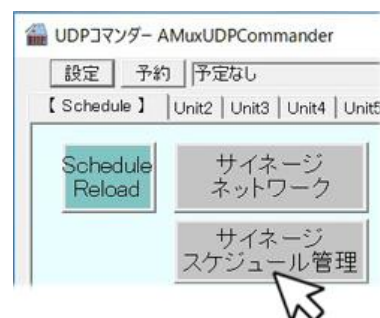 UDPコマンダー AMuxUDPCommander
設定 予約 予定なし
【 Schedule 】 Unit2 Unit3 Unit4 Unit5
Schedule
Reload
サイネージ
ネットワーク
サイネージ
スケジュール管理